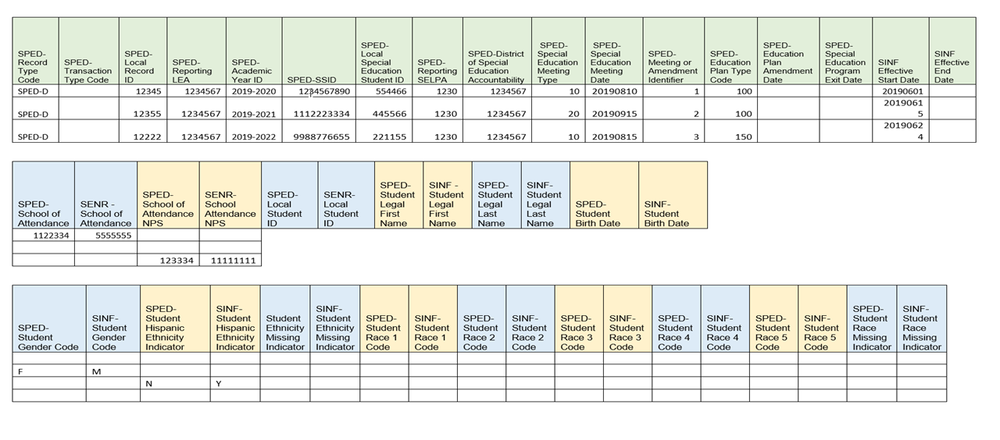 SPED-
Record
Type
Code
SPED-
Transaction
Type Code
SPED-
Local
Record
ID
SPED-
Reporting
LEA
SPED-
Academic
Year ID
SPED-SSID
SPED-
Local
Special
Education
Student ID
SPED-
Reporting
SELPA
SPED-District
of Special
Education
Accountability
SPED-
Special
Education
Meeting
Type
SPED-
Special
Education
Meeting
Date
SPED-
Meeting or
Amendment
Identifier
SPED-
Education
Plan Type
Code
SPED-
Education
Plan
Amendment
Date
SPED-
Special
Education
Program
Exit Date
SINF
Effective
Start Date
SINF
Effective
End
Date
SPED-D 12345 1234567 2019-2020 1234567890 554466 1230 1234567 10 20190810 1 100 20190601
SPED-D 12355 1234567 2019-2021 1112223334 445566 1230 1234567 20 20190915 2 100 2019061
5
SPED-D 12222 1234567 2019-2022 9988776655 221155 1230 1234567 10 20190815 3 150 2019062
4
SPED-
School of
Attendance
SENR -
School of
Attendance
SPED-
School of
Attendance
NPS
SENR-
School
Attendance
NPS
SPED-
Local
Student
ID
SENR-
Local
Student
ID
SPED-
Student
Legal
First
Name
SINF -
Student
Legal
First
Name
SPED-
Student
Legal
Last
Name
SINF-
Student
Legal
Last
Name
SPED-
Student
Birth Date
SINF-
Student
Birth Date
1122334 5555555
123334 11111111
SPED-
Student
Gender Code
SINF-
Student
Gender
Code
SPED-
Student
Hispanic
Ethnicity
Indicator
SINF-
Student
Hispanic
Ethnicity
Indicator
Student
Ethnicity
Missing
Indicator
SINF-
Student
Ethnicity
Missing
Indicator
SPED-
Student
Race 1
Code
SINF-
Student
Race 1
Code
SPED-
Student
Race 2
Code
SINF-
Student
Race 2
Code
SPED-
Student
Race 3
Code
SINF-
Student
Race 3
Code
SPED-
Student
Race 4
Code
SINF-
Student
Race 4
Code
SPED-
Student
Race 5
Code
SINF-
Student
Race 5
Code
SPED-
Student
Race
Missing
Indicator
SINF-
Student
Race
Missing
Indicator
F M
N Y